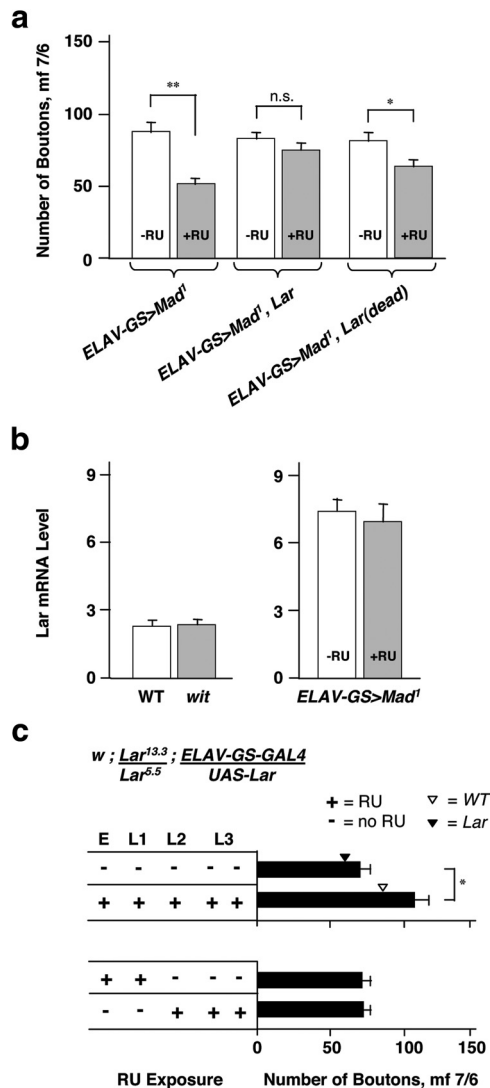 a
150
100
50
0
Number of Boutons, mf 7/6
** n.s. *
-RU +RU -RU +RU -RU +RU
ELAV-GS>Mad¹
ELAV-GS>Mad¹, Lar
ELAV-GS>Mad¹, Lar(dead)
b
Lar mRNA Level
9 9
6 6
3 3
0 0
-RU +RU
WT wit ELAV-GS>Mad¹
c
w ; Lar¹³·³ ; ELAV-GS-GAL4
Lar⁵·⁵ UAS-Lar
+ = RU ▽ = WT
- = no RU ▼ = Lar
E L1 L2 L3
- - - - -
+ + + + +
*
+ + - - -
- - + + +
0 50 100 150
RU Exposure Number of Boutons, mf 7/6